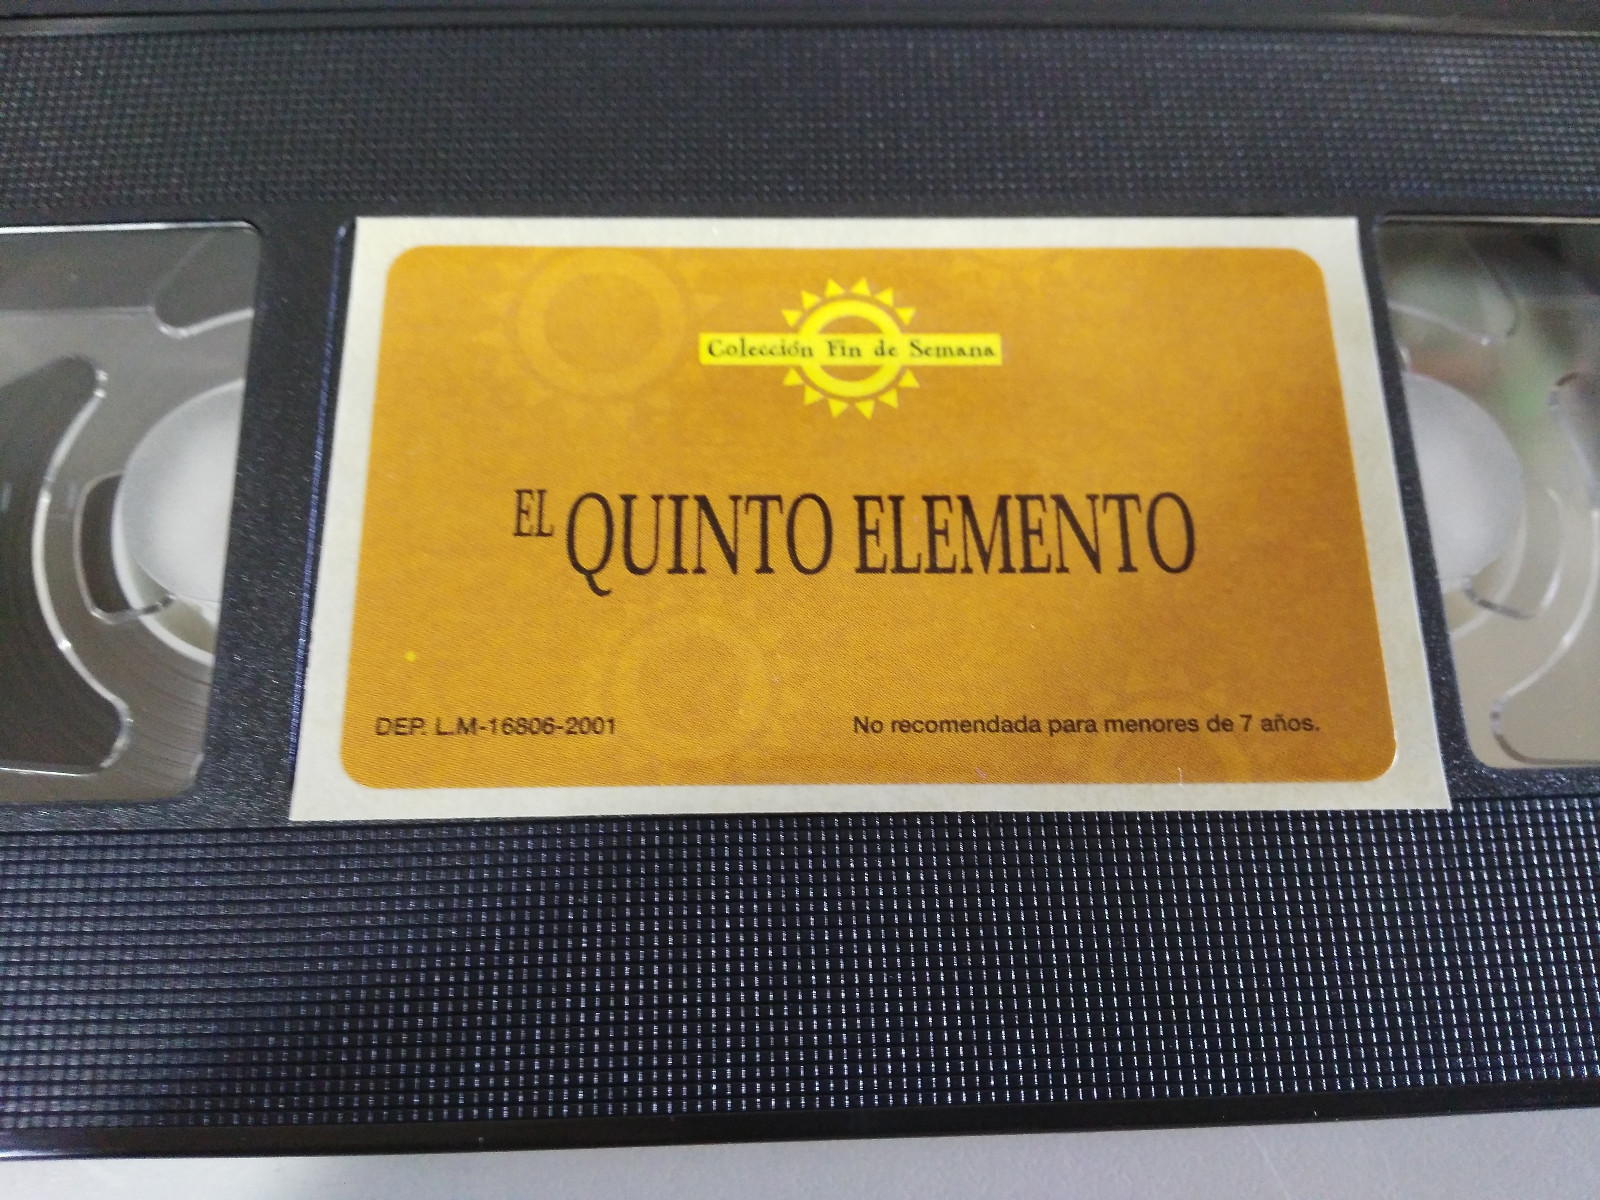 Colección Fin de Semana
EL QUINTO ELEMENTO
DEP. L.M-16806-2001
No recomendada para menores de 7 años.